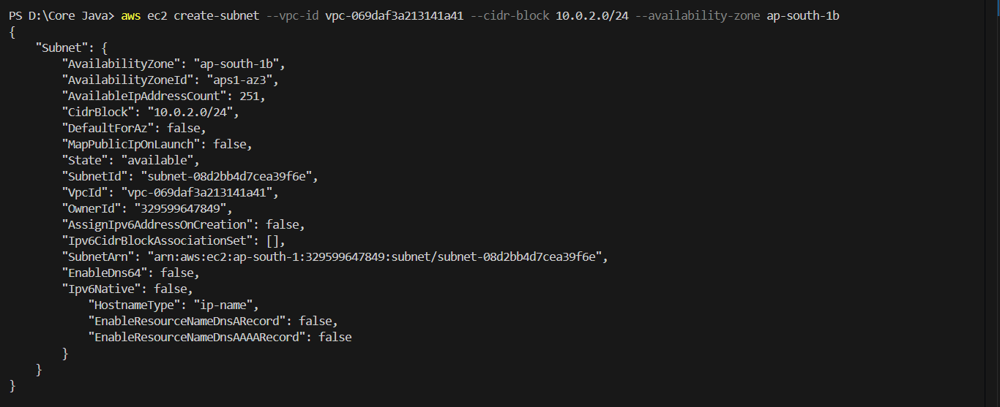 PS D:\Core Java> aws ec2 create-subnet --vpc-id vpc-069daf3a213141a41 --cidr-block 10.0.2.0/24 --availability-zone ap-south-1b
{
    "Subnet": {
        "AvailabilityZone": "ap-south-1b",
        "AvailabilityZoneId": "aps1-az3",
        "AvailableIpAddressCount": 251,
        "CidrBlock": "10.0.2.0/24",
        "DefaultForAz": false,
        "MapPublicIpOnLaunch": false,
        "State": "available",
        "SubnetId": "subnet-08d2bb4d7cea39f6e",
        "VpcId": "vpc-069daf3a213141a41",
        "OwnerId": "329599647849",
        "AssignIpv6AddressOnCreation": false,
        "Ipv6CidrBlockAssociationSet": [],
        "SubnetArn": "arn:aws:ec2:ap-south-1:329599647849:subnet/subnet-08d2bb4d7cea39f6e",
        "EnableDns64": false,
        "Ipv6Native": false,
            "HostnameType": "ip-name",
            "EnableResourceNameDnsARecord": false,
            "EnableResourceNameDnsAAAARecord": false
        }
    }
}